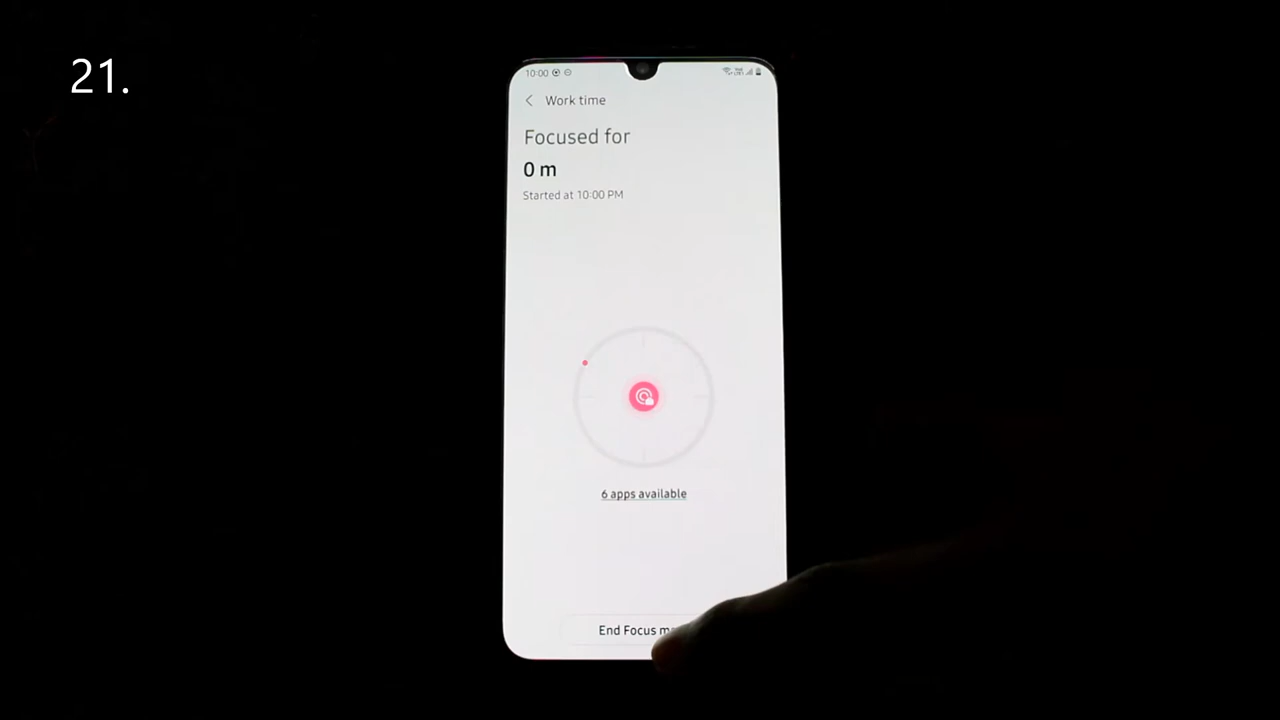 21.
10:00
Work time
Focused for
0 m
Started at 10:00 PM
6 apps available
End Focus